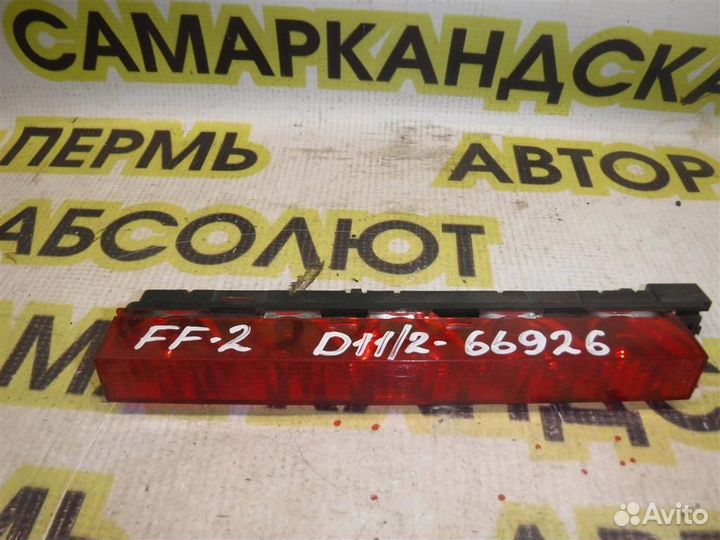 САМАРКАНДСКА
ПЕРМЬ
АВТОР
АБСОЛЮТ
FF-2 D11/2-66926
Avito